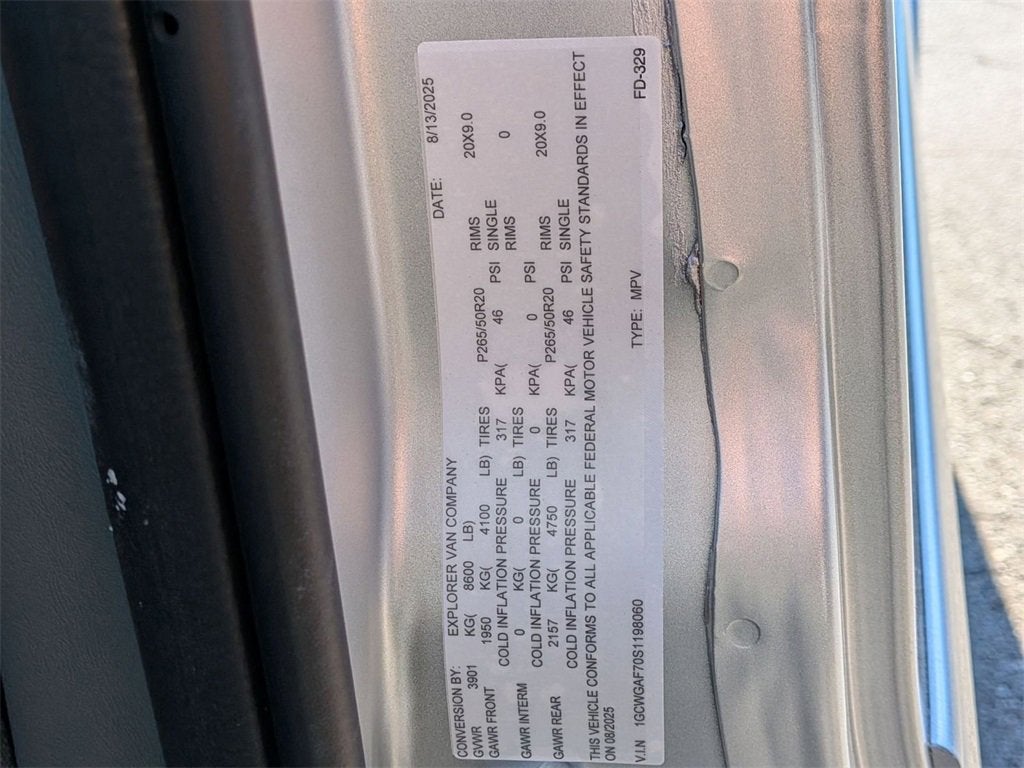 CONVERSION BY: EXPLORER VAN COMPANY DATE: 8/13/2025
GVWR 3901 KG( 8600 LB)
GAWR FRONT 1950 KG( 4100 LB) TIRES P265/50R20 RIMS 20X9.0
COLD INFLATION PRESSURE 317 KPA( 46 PSI SINGLE
GAWR INTERM 0 KG( 0 LB) TIRES RIMS 0
COLD INFLATION PRESSURE 0 KPA( 0 PSI
GAWR REAR 2157 KG( 4750 LB) TIRES P265/50R20 RIMS 20X9.0
COLD INFLATION PRESSURE 317 KPA( 46 PSI SINGLE
THIS VEHICLE CONFORMS TO ALL APPLICABLE FEDERAL MOTOR VEHICLE SAFETY STANDARDS IN EFFECT
ON 08/2025
V.I.N 1GCWGAF70S1198060 TYPE: MPV FD-329